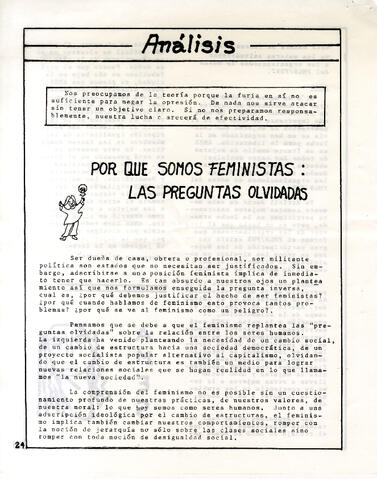 Análisis
Nos preocupamos de la teoría porque la furia en sí no es
suficiente para negar la opresión. De nada nos sirve atacar
sin tener un objetivo claro. Si no nos preparamos responsa-
blemente, nuestra lucha carecerá de efectividad.
POR QUE SOMOS FEMINISTAS :
LAS PREGUNTAS OLVIDADAS
Ser dueña de casa, obrera o profesional, ser militante
política son estados que no necesitan ser justificados. Sin em-
bargo, adscribirse a una posición feminista implica de inmedia-
to tener que hacerlo. Es tan absurdo a nuestros ojos un plantea
miento así que nos formulamos enseguida la pregunta inversa,
cual es, ¿por qué debemos justificar el hecho de ser feministas?
¿por qué cuando hablamos de feminismo esto provoca tantos pro-
blemas? ¿por qué se ve al feminismo como un peligro?.
Pensamos que se debe a que el feminismo replantea las "pre-
guntas olvidadas" sobre la relación entre los seres humanos.
La izquierda ha venido planteando la necesidad de un cambio social,
de un cambio de estructura hacia una sociedad democrática, de un
proyecto socialista popular alternativo al capitalismo, olvidan-
do que el cambio de estructuras es también un medio para lograr
nuevas relaciones sociales que se hagan realidad en lo que llama-
mos "la nueva sociedad".
La comprensión del feminismo no es posible sin un cuestio-
namiento profundo de nuestras prácticas, de nuestros valores, de
nuestra moral: lo que somos como seres humanos. Junto a una
adscripción ideológica por el cambio de estructuras, el feminis-
mo implica también cambiar nuestros comportamientos, romper con
la noción de jerarquía no sólo sobre las clases sociales sino
romper con toda noción de desigualdad social.
24